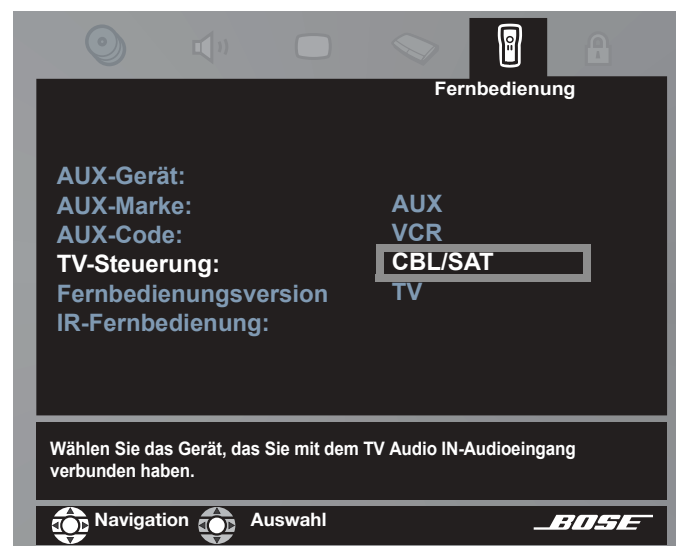 Fernbedienung
AUX-Gerät:
AUX-Marke: AUX
AUX-Code: VCR
TV-Steuerung: CBL/SAT
Fernbedienungsversion TV
IR-Fernbedienung:
Wählen Sie das Gerät, das Sie mit dem TV Audio IN-Audioeingang
verbunden haben.
Navigation Auswahl BOSE